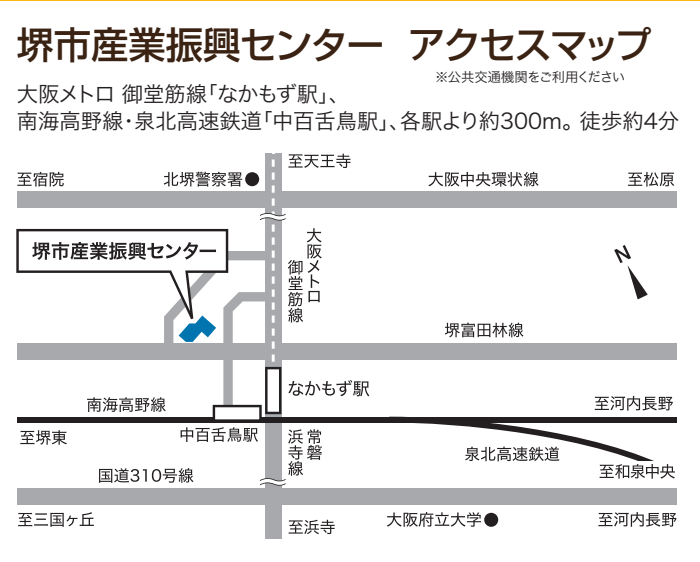 堺市産業振興センター アクセスマップ
※公共交通機関をご利用ください
大阪メトロ 御堂筋線「なかもず駅」、
南海高野線・泉北高速鉄道「中百舌鳥駅」、各駅より約300m。徒歩約4分
至天王寺
至宿院
北堺警察署●
大阪中央環状線
至松原
堺市産業振興センター
大阪メトロ
御堂筋線
N
堺富田林線
なかもず駅
南海高野線
至河内長野
至堺東
中百舌鳥駅
常磐
浜寺線
泉北高速鉄道
至和泉中央
国道310号線
至三国ヶ丘
至浜寺
大阪府立大学●
至河内長野